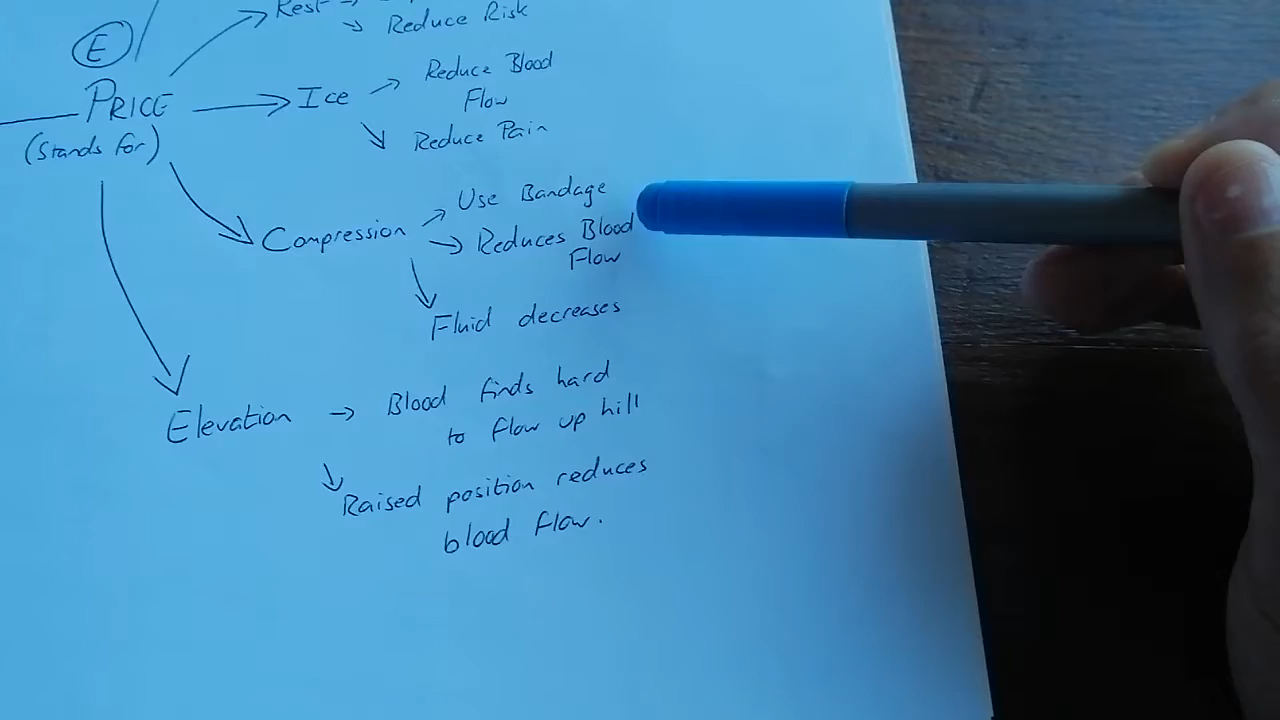 Rest →
↘ Reduce Risk
E
PRICE → Ice ↗ Reduce Blood
Flow
(Stands for)
↘ Reduce Pain
Compression ↗ Use Bandage
→ Reduces Blood
Flow
Fluid decreases
Elevation → Blood finds hard
to flow up hill
↓ Raised position reduces
blood flow.